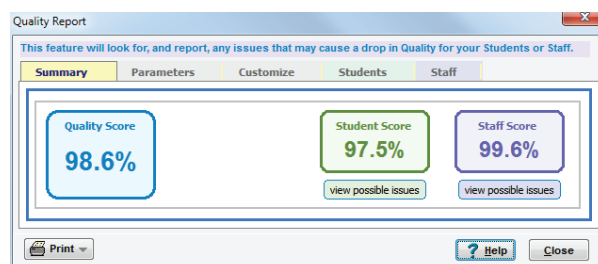 Quality Report
This feature will look for, and report, any issues that may cause a drop in Quality for your Students or Staff.
Summary Parameters Customize Students Staff
Quality Score
98.6%
Student Score
97.5%
view possible issues
Staff Score
99.6%
view possible issues
Print
? Help
Close